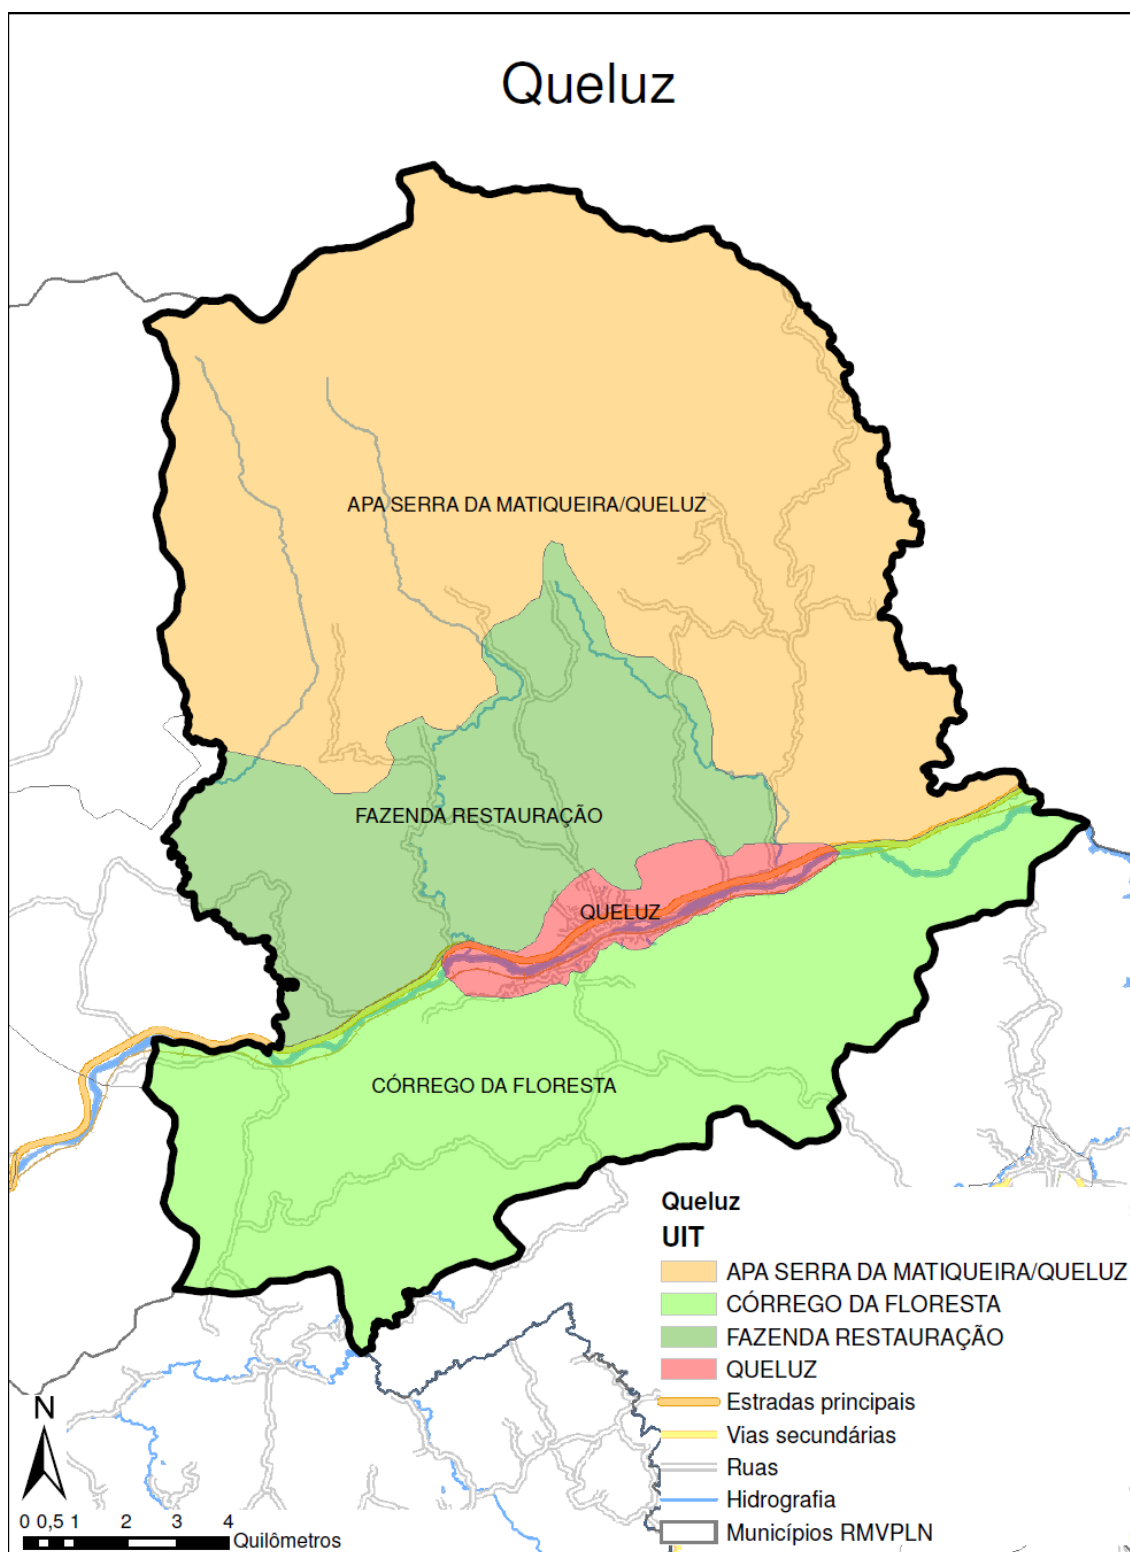 Queluz
APA SERRA DA MATIQUEIRA/QUELUZ
FAZENDA RESTAURAÇÃO
QUELUZ
CÓRREGO DA FLORESTA
Queluz
UIT
APA SERRA DA MATIQUEIRA/QUELUZ
CÓRREGO DA FLORESTA
FAZENDA RESTAURAÇÃO
QUELUZ
Estradas principais
Vias secundárias
Ruas
Hidrografia
Municípios RMVPLN
N
0 0,5 1 2 3 4
Quilômetros